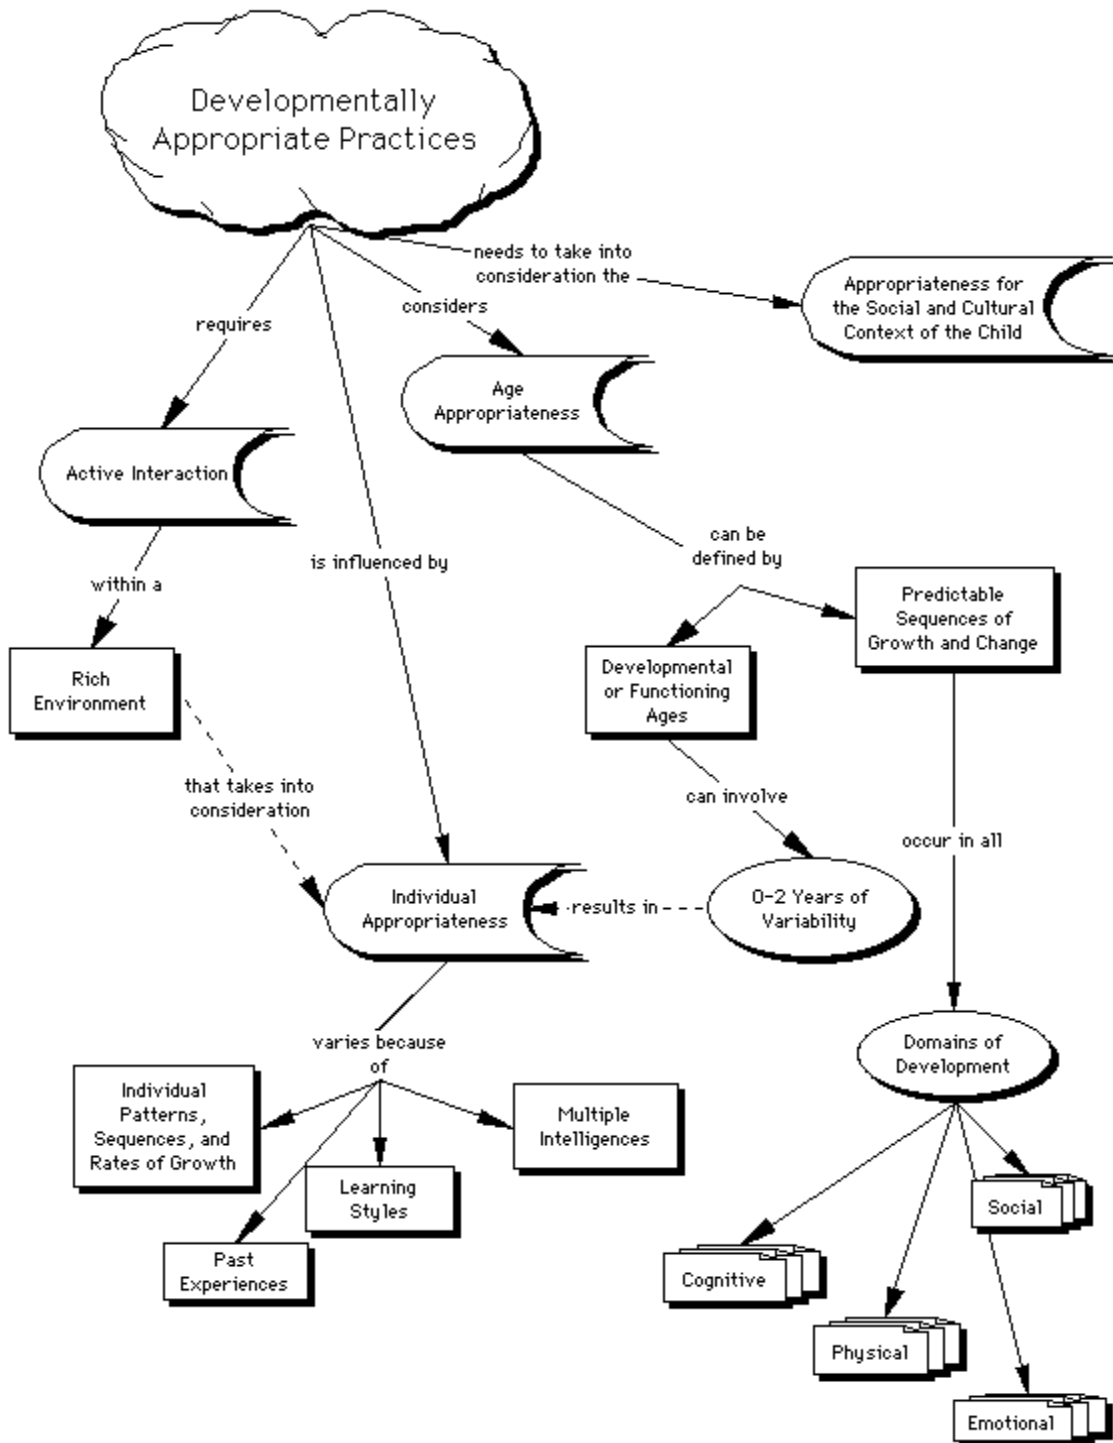 Developmentally
Appropriate Practices
needs to take into
consideration the
Appropriateness for
the Social and Cultural
Context of the Child
considers
requires
Age
Appropriateness
Active Interaction
can be
defined by
is influenced by
within a
Predictable
Sequences of
Growth and Change
Rich
Environment
Developmental
or Functioning
Ages
that takes into
consideration
can involve
occur in all
Individual
Appropriateness
results in
0-2 Years of
Variability
varies because
of
Domains of
Development
Individual
Patterns,
Sequences, and
Rates of Growth
Multiple
Intelligences
Learning
Styles
Social
Past
Experiences
Cognitive
Physical
Emotional